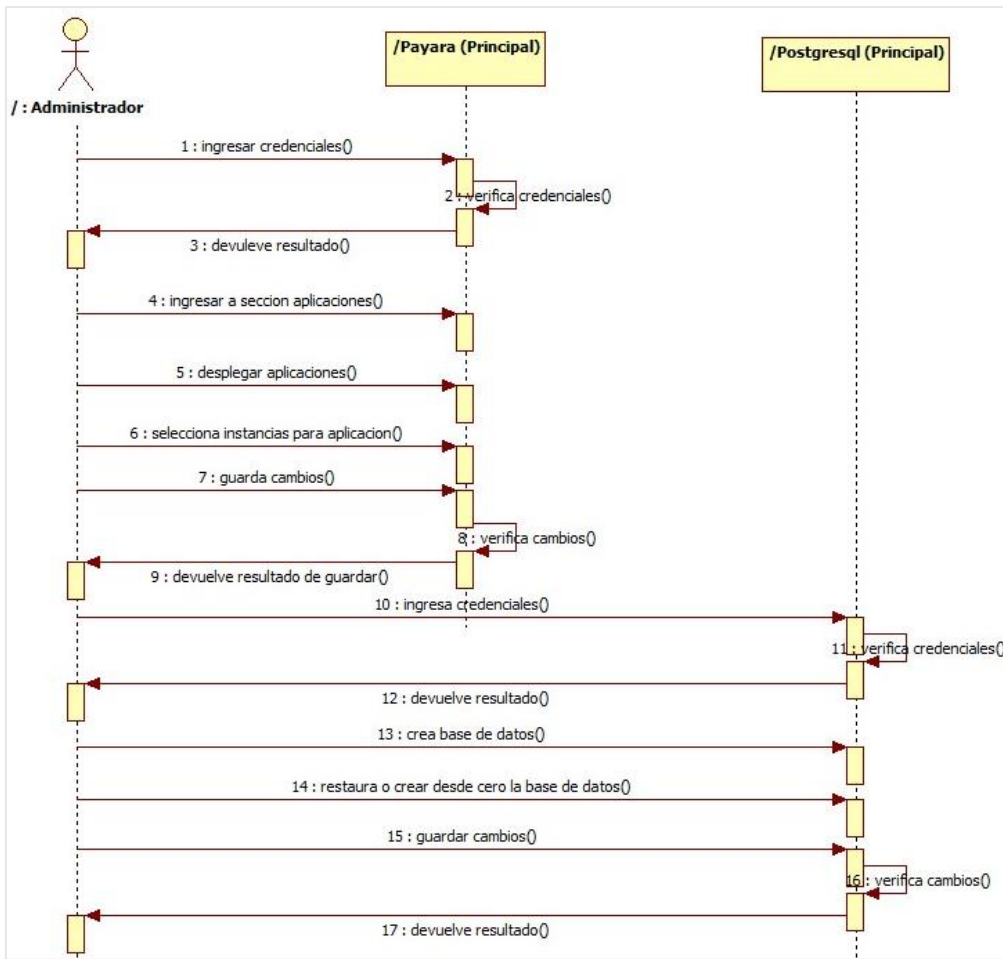 /Payara (Principal)
/Postgresql (Principal)
/ : Administrador
1 : ingresar credenciales()
2 : verifica credenciales()
3 : devuleve resultado()
4 : ingresar a seccion aplicaciones()
5 : desplegar aplicaciones()
6 : selecciona instancias para aplicacion()
7 : guarda cambios()
8 : verifica cambios()
9 : devuelve resultado de guardar()
10 : ingresa credenciales()
11 : verifica credenciales()
12 : devuelve resultado()
13 : crea base de datos()
14 : restaura o crear desde cero la base de datos()
15 : guardar cambios()
16 : verifica cambios()
17 : devuelve resultado()